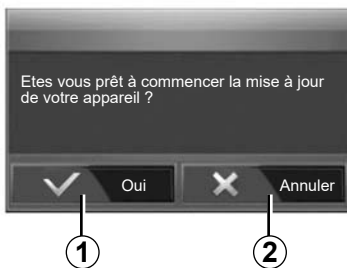 Etes vous prêt à commencer la mise à jour
de votre appareil ?
Oui
Annuler
1
2